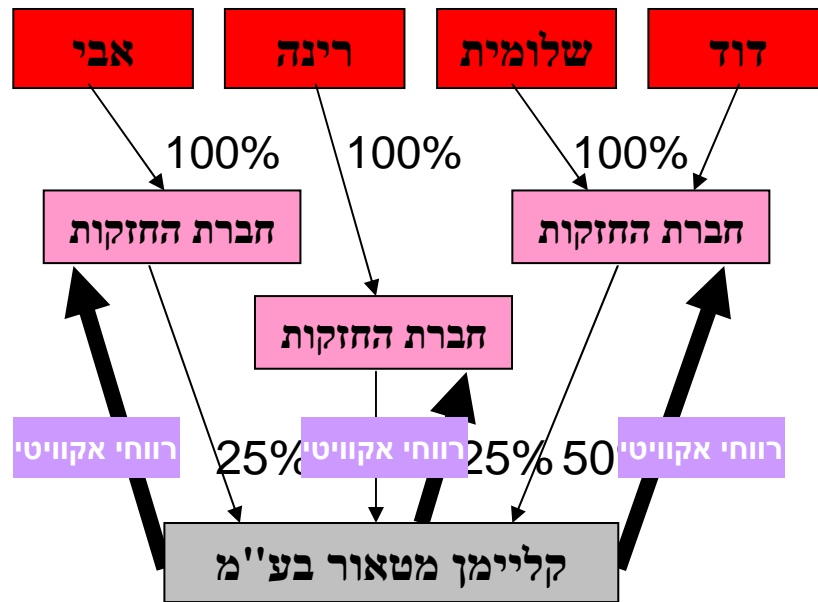 דוד
שלומית
רינה
אבי
100%
100%
100%
חברת החזקות
חברת החזקות
חברת החזקות
רווחי אקוויטי
רווחי אקוויטי
רווחי אקוויטי
50%
25%
25%
קליימן מטאור בע''מ